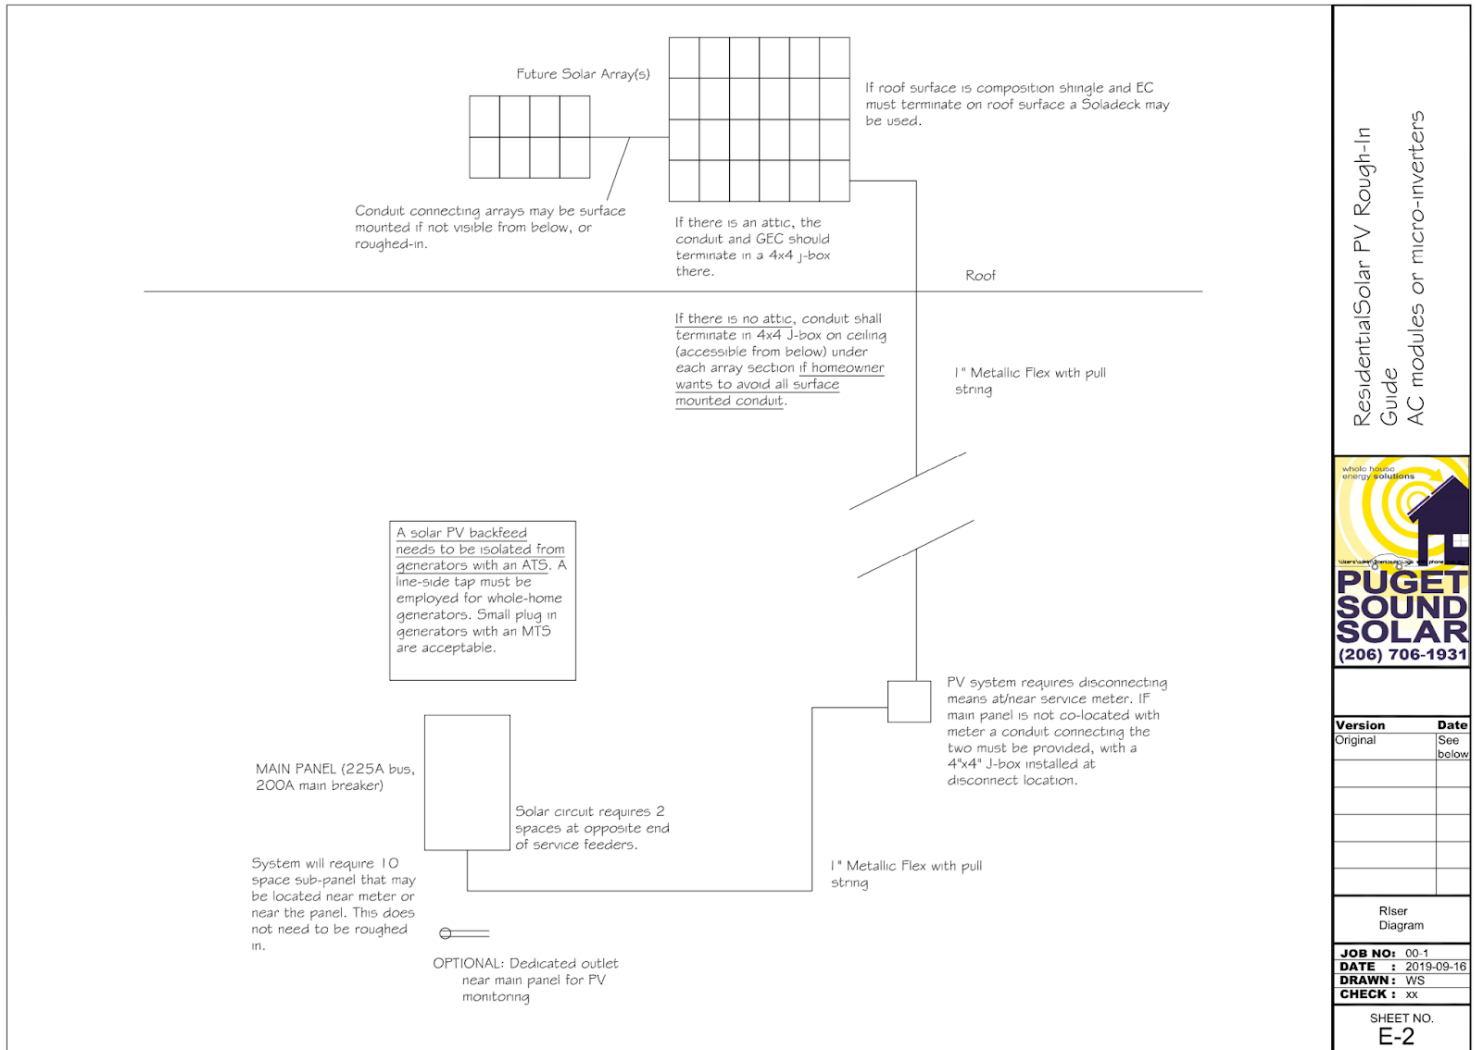 Future Solar Array(s)
If roof surface is composition shingle and EC
must terminate on roof surface a Soladeck may
be used.
Conduit connecting arrays may be surface
mounted if not visible from below, or
roughed-in.
If there is an attic, the
conduit and GEC should
terminate in a 4x4 j-box
there.
Roof
If there is no attic, conduit shall
terminate in 4x4 J-box on ceiling
(accessible from below) under
each array section if homeowner
wants to avoid all surface
mounted conduit.
1" Metallic Flex with pull
string
A solar PV backfeed
needs to be isolated from
generators with an ATS. A
line-side tap must be
employed for whole-home
generators. Small plug in
generators with an MTS
are acceptable.
PV system requires disconnecting
means at/near service meter. IF
main panel is not co-located with
meter a conduit connecting the
two must be provided, with a
4"x4" J-box installed at
disconnect location.
MAIN PANEL (225A bus,
200A main breaker)
Solar circuit requires 2
spaces at opposite end
of service feeders.
1" Metallic Flex with pull
string
System will require 10
space sub-panel that may
be located near meter or
near the panel. This does
not need to be roughed
in.
OPTIONAL: Dedicated outlet
near main panel for PV
monitoring
ResidentialSolar PV Rough-In
Guide
AC modules or micro-inverters
whole house
energy solutions
PUGET
SOUND
SOLAR
(206) 706-1931
Version Date
Original See
below
RIser
Diagram
JOB NO: 00-1
DATE : 2019-09-16
DRAWN : WS
CHECK : xx
SHEET NO.
E-2